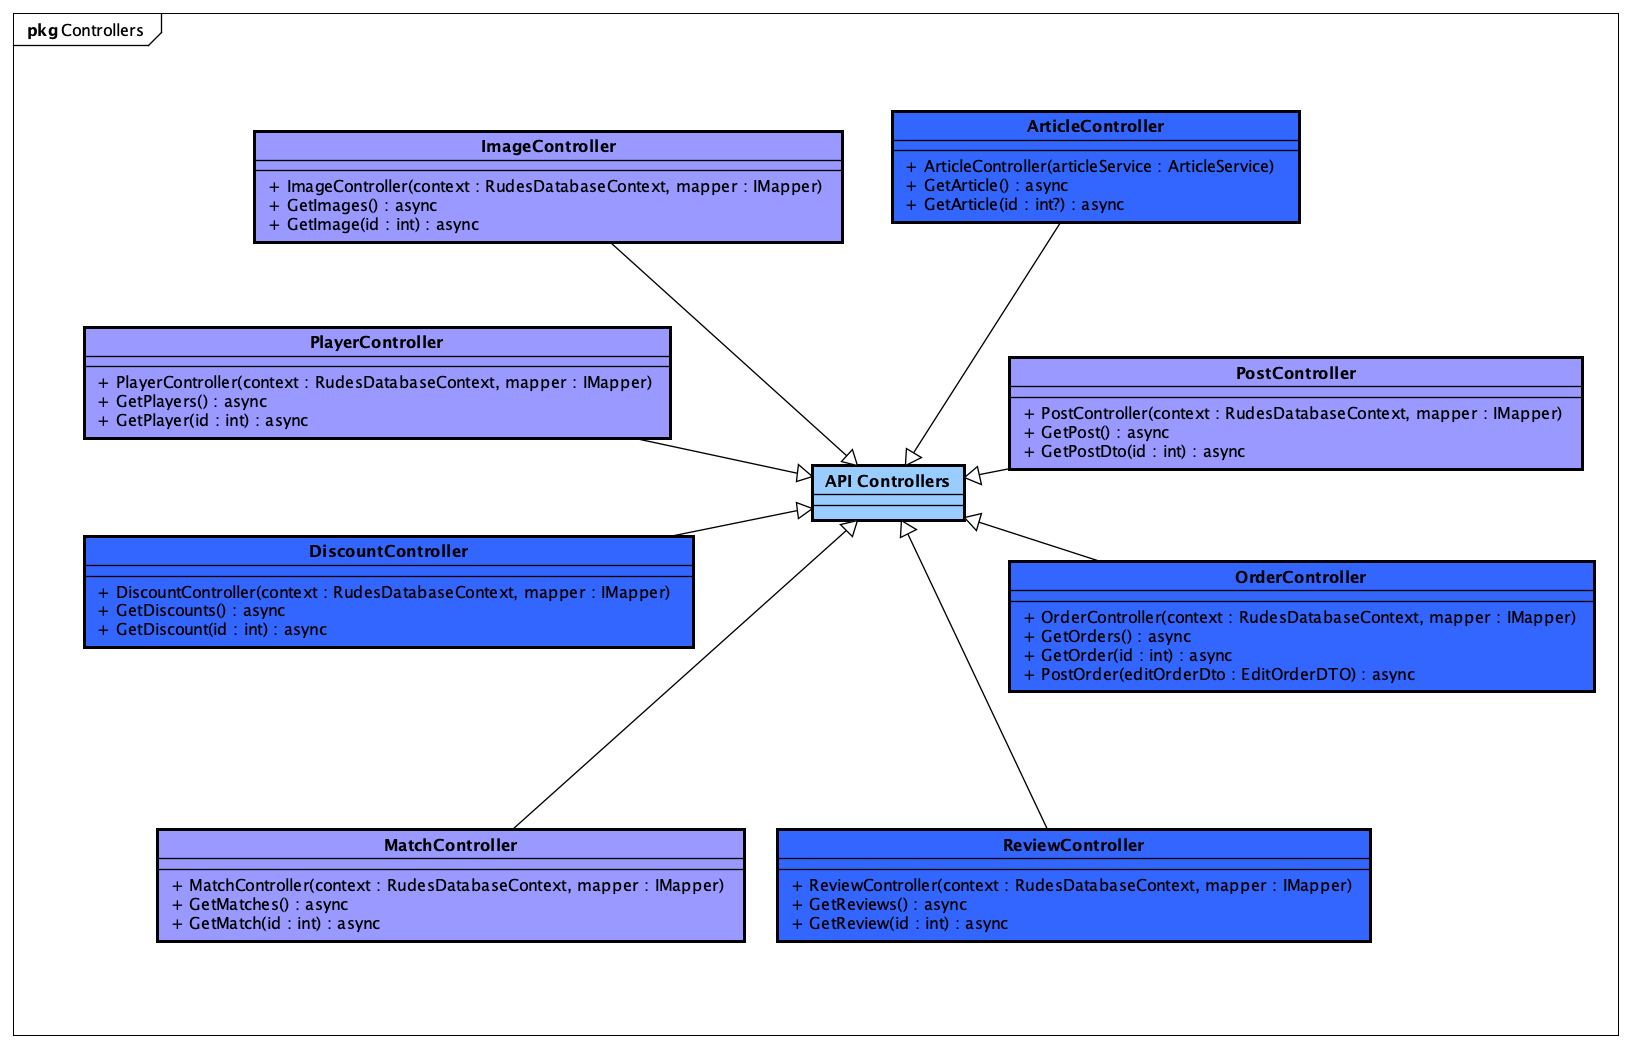 pkg Controllers
ImageController
+ ImageController(context : RudesDatabaseContext, mapper : IMapper)
+ GetImages() : async
+ GetImage(id : int) : async
ArticleController
+ ArticleController(articleService : ArticleService)
+ GetArticle() : async
+ GetArticle(id : int?) : async
PlayerController
+ PlayerController(context : RudesDatabaseContext, mapper : IMapper)
+ GetPlayers() : async
+ GetPlayer(id : int) : async
PostController
+ PostController(context : RudesDatabaseContext, mapper : IMapper)
+ GetPost() : async
+ GetPostDto(id : int) : async
API Controllers
DiscountController
+ DiscountController(context : RudesDatabaseContext, mapper : IMapper)
+ GetDiscounts() : async
+ GetDiscount(id : int) : async
OrderController
+ OrderController(context : RudesDatabaseContext, mapper : IMapper)
+ GetOrders() : async
+ GetOrder(id : int) : async
+ PostOrder(editOrderDto : EditOrderDTO) : async
MatchController
+ MatchController(context : RudesDatabaseContext, mapper : IMapper)
+ GetMatches() : async
+ GetMatch(id : int) : async
ReviewController
+ ReviewController(context : RudesDatabaseContext, mapper : IMapper)
+ GetReviews() : async
+ GetReview(id : int) : async